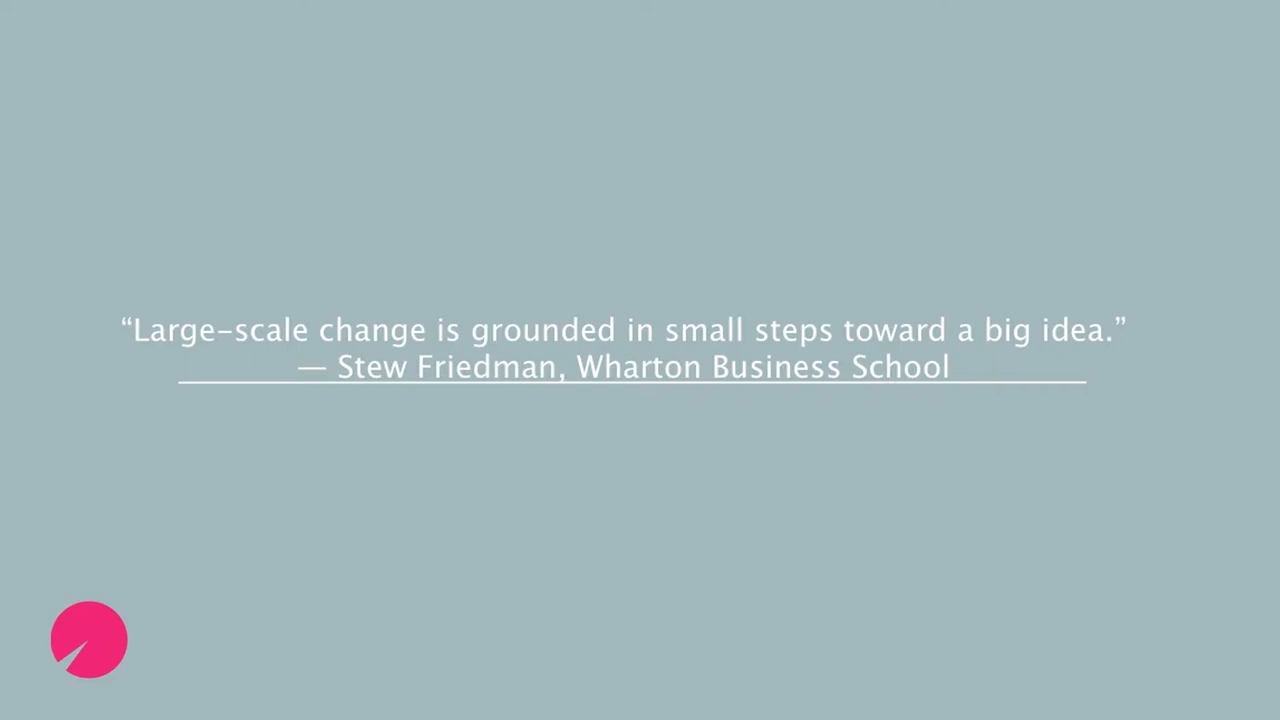 “Large-scale change is grounded in small steps toward a big idea.”
— Stew Friedman, Wharton Business School